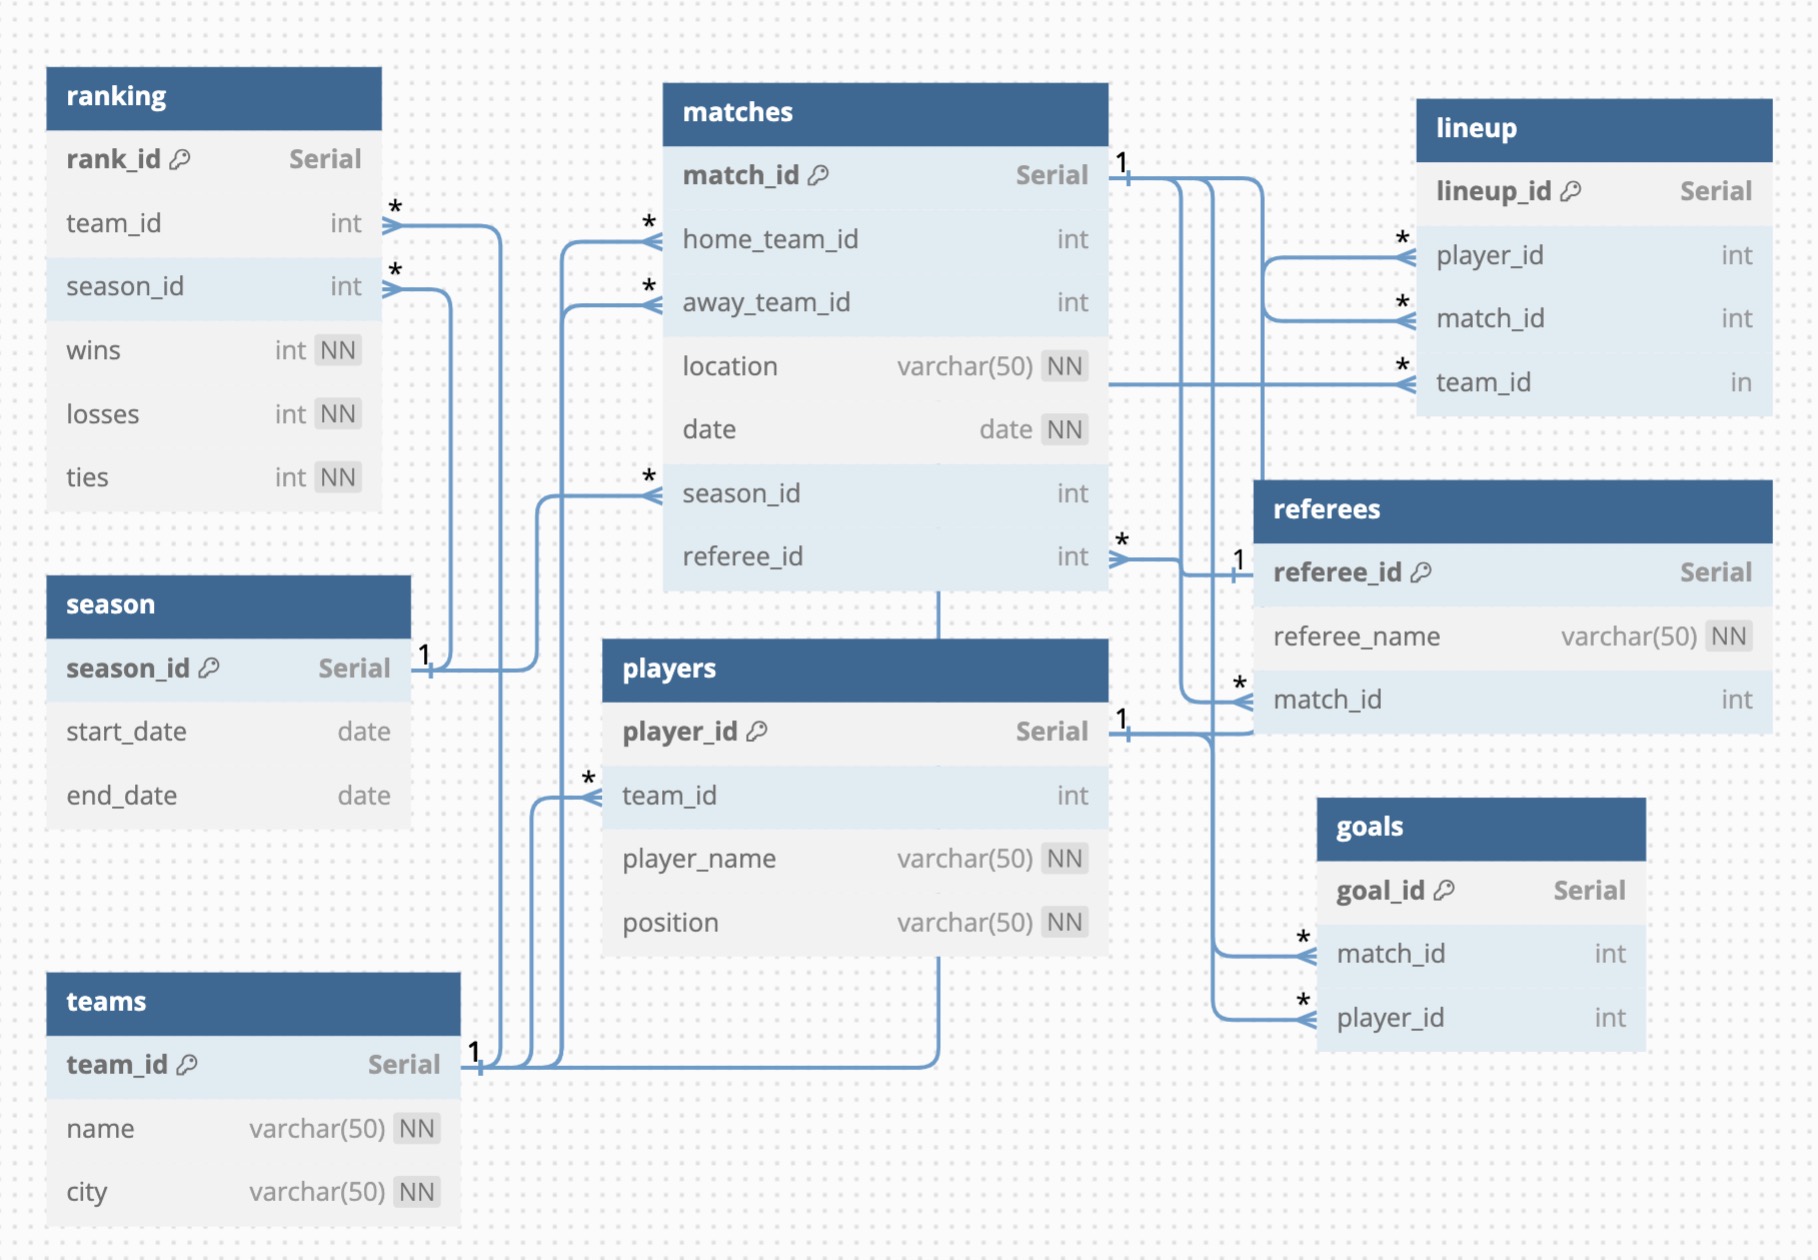 ranking
rank_id Serial
* team_id int
* season_id int
wins int NN
losses int NN
ties int NN
season
1 season_id Serial
start_date date
end_date date
teams
1 team_id Serial
name varchar(50) NN
city varchar(50) NN
matches
1 match_id Serial
* home_team_id int
* away_team_id int
location varchar(50) NN
date date NN
* season_id int
* referee_id int
players
1 player_id Serial
* team_id int
player_name varchar(50) NN
position varchar(50) NN
lineup
lineup_id Serial
* player_id int
* match_id int
* team_id in
referees
1 referee_id Serial
referee_name varchar(50) NN
* match_id int
goals
goal_id Serial
* match_id int
* player_id int